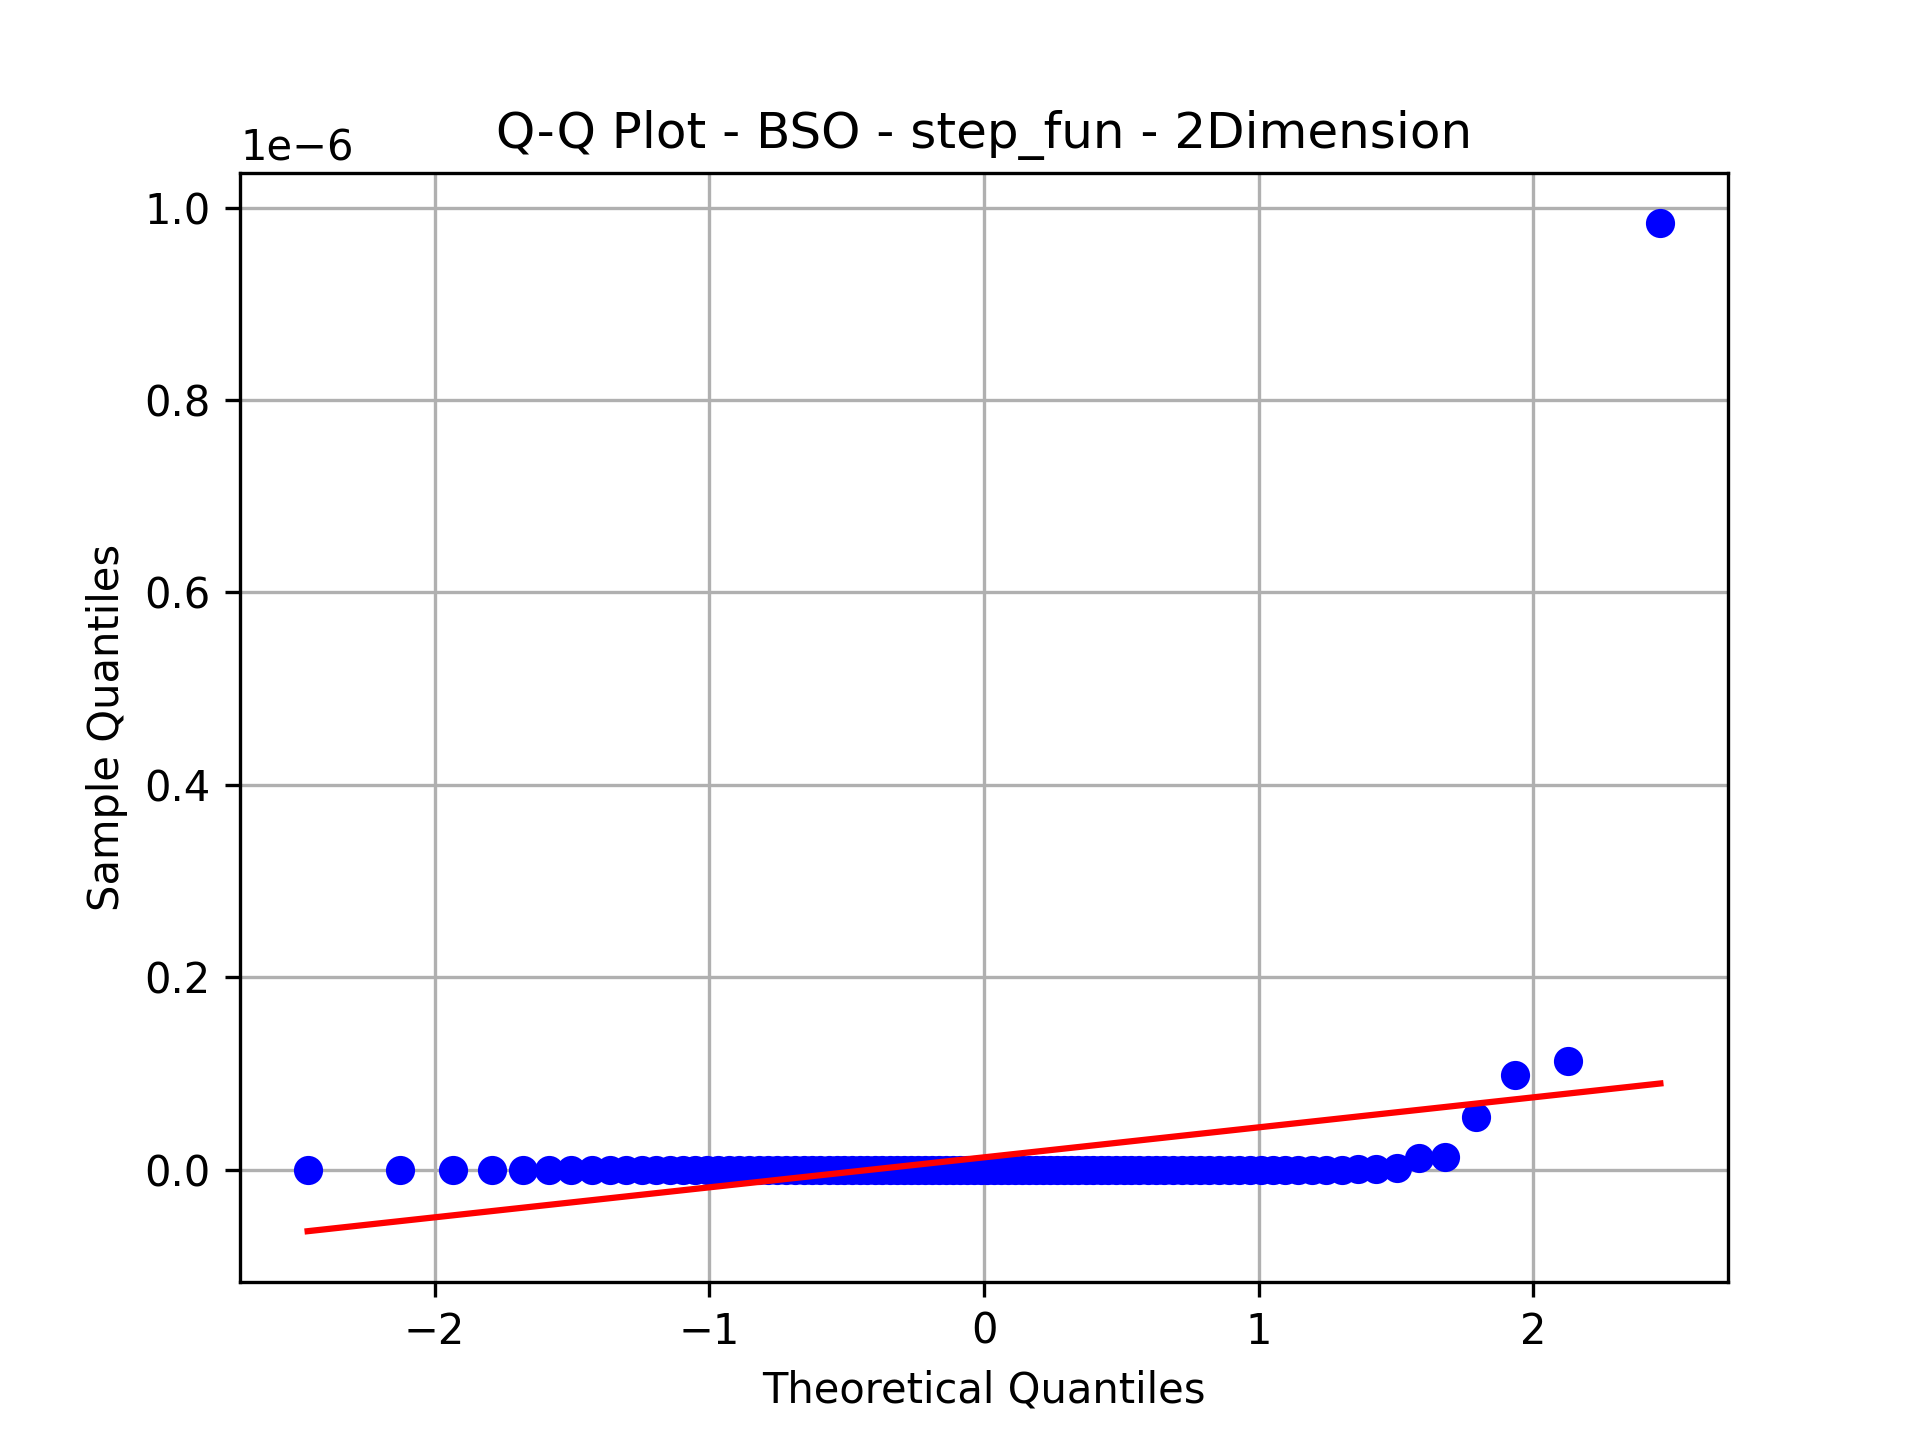 Q-Q Plot - BSO - step_fun - 2Dimension
1e−6
1.0
0.8
0.6
0.4
0.2
0.0
Sample Quantiles
−2
−1
0
1
2
Theoretical Quantiles